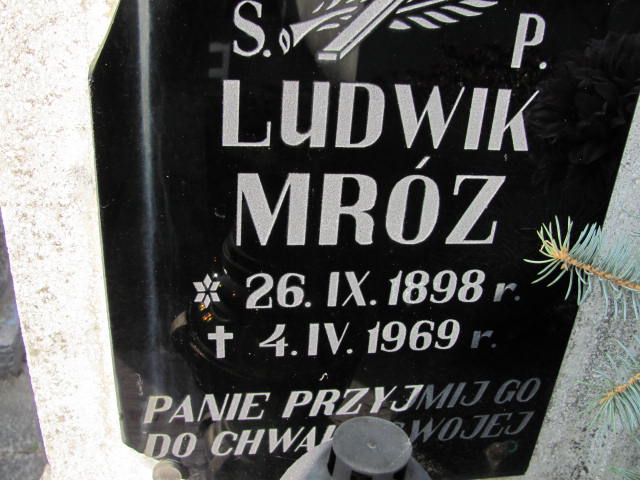 S. P.
LUDWIK
MRÓZ
* 26. IX. 1898 r.
† 4. IV. 1969 r.
PANIE PRZYJMIJ GO
DO